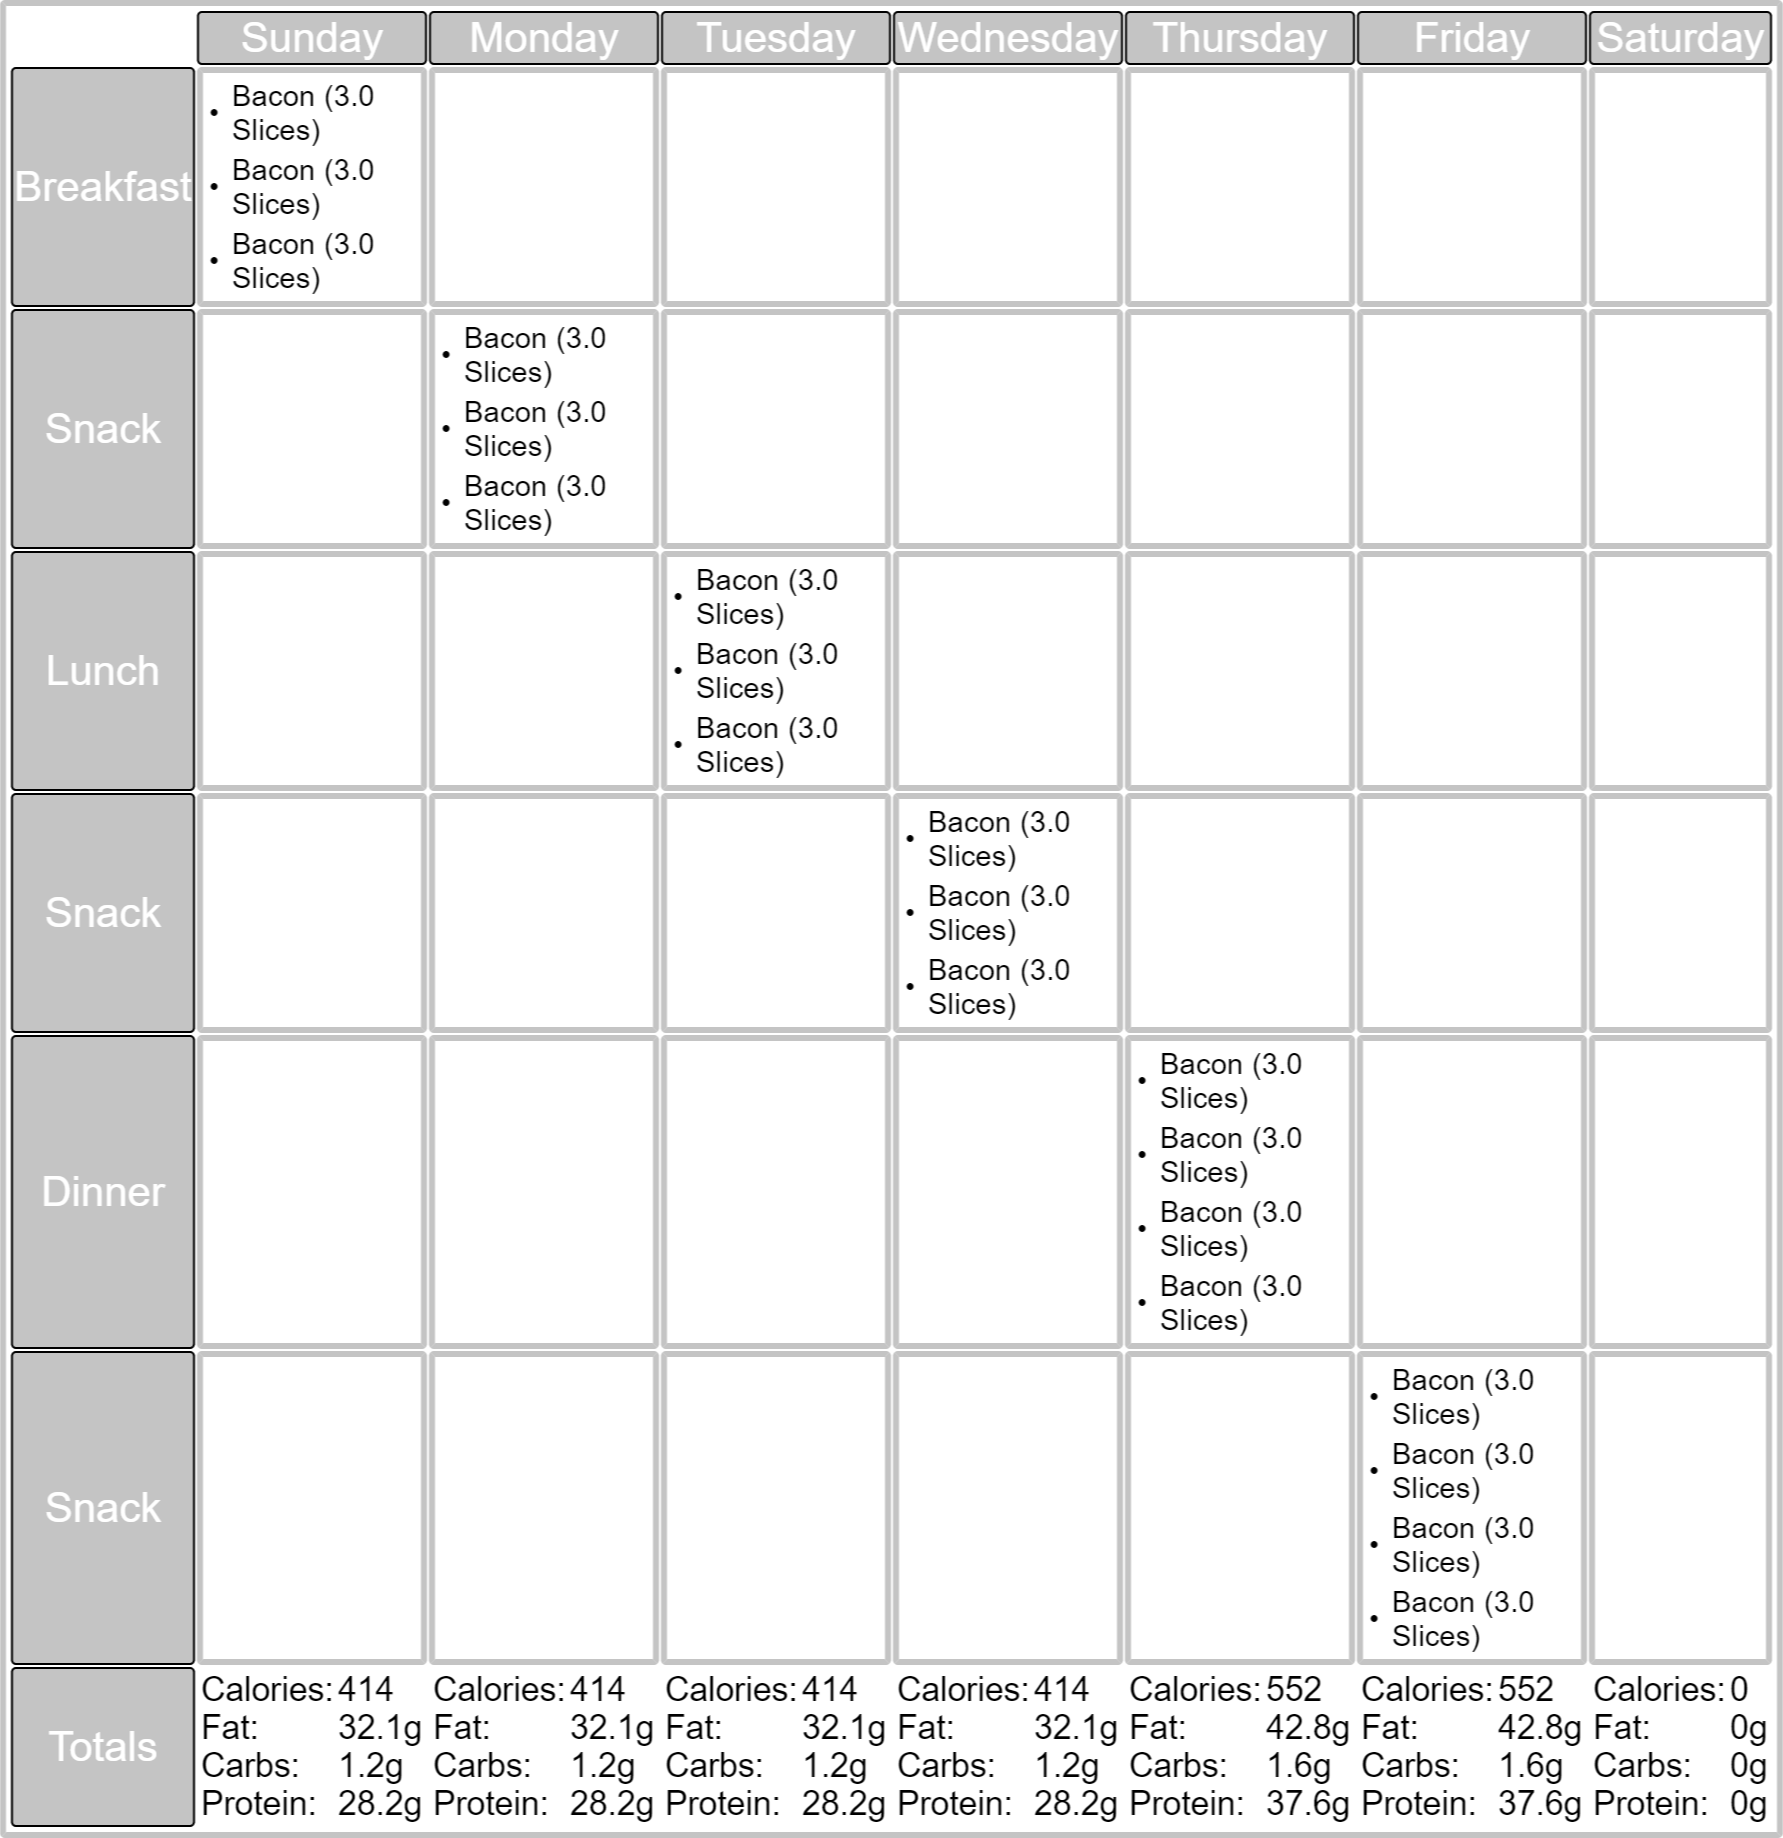 Sunday Monday Tuesday Wednesday Thursday Friday Saturday
Breakfast
• Bacon (3.0
Slices)
• Bacon (3.0
Slices)
• Bacon (3.0
Slices)
Snack
• Bacon (3.0
Slices)
• Bacon (3.0
Slices)
• Bacon (3.0
Slices)
Lunch
• Bacon (3.0
Slices)
• Bacon (3.0
Slices)
• Bacon (3.0
Slices)
Snack
• Bacon (3.0
Slices)
• Bacon (3.0
Slices)
• Bacon (3.0
Slices)
Dinner
• Bacon (3.0
Slices)
• Bacon (3.0
Slices)
• Bacon (3.0
Slices)
• Bacon (3.0
Slices)
Snack
• Bacon (3.0
Slices)
• Bacon (3.0
Slices)
• Bacon (3.0
Slices)
• Bacon (3.0
Slices)
Totals
Calories: 414 Calories: 414 Calories: 414 Calories: 414 Calories: 552 Calories: 552 Calories: 0
Fat: 32.1g Fat: 32.1g Fat: 32.1g Fat: 32.1g Fat: 42.8g Fat: 42.8g Fat: 0g
Carbs: 1.2g Carbs: 1.2g Carbs: 1.2g Carbs: 1.2g Carbs: 1.6g Carbs: 1.6g Carbs: 0g
Protein: 28.2g Protein: 28.2g Protein: 28.2g Protein: 28.2g Protein: 37.6g Protein: 37.6g Protein: 0g